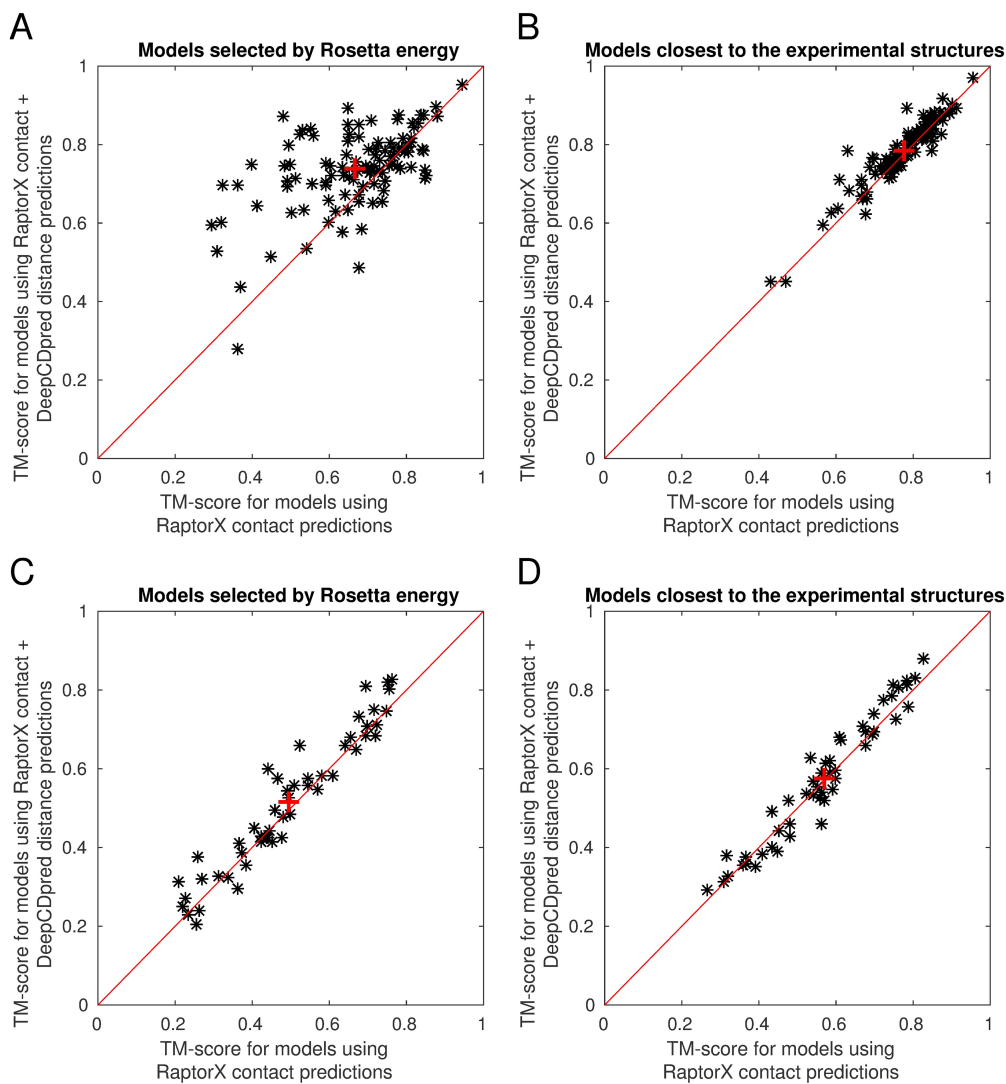 A
Models selected by Rosetta energy
TM-score for models using RaptorX contact +
DeepCDpred distance predictions
1
0.8
0.6
0.4
0.2
0
0 0.2 0.4 0.6 0.8 1
TM-score for models using
RaptorX contact predictions
B
Models closest to the experimental structures
TM-score for models using RaptorX contact +
DeepCDpred distance predictions
1
0.8
0.6
0.4
0.2
0
0 0.2 0.4 0.6 0.8 1
TM-score for models using
RaptorX contact predictions
C
Models selected by Rosetta energy
TM-score for models using RaptorX contact +
DeepCDpred distance predictions
1
0.8
0.6
0.4
0.2
0
0 0.2 0.4 0.6 0.8 1
TM-score for models using
RaptorX contact predictions
D
Models closest to the experimental structures
TM-score for models using RaptorX contact +
DeepCDpred distance predictions
1
0.8
0.6
0.4
0.2
0
0 0.2 0.4 0.6 0.8 1
TM-score for models using
RaptorX contact predictions